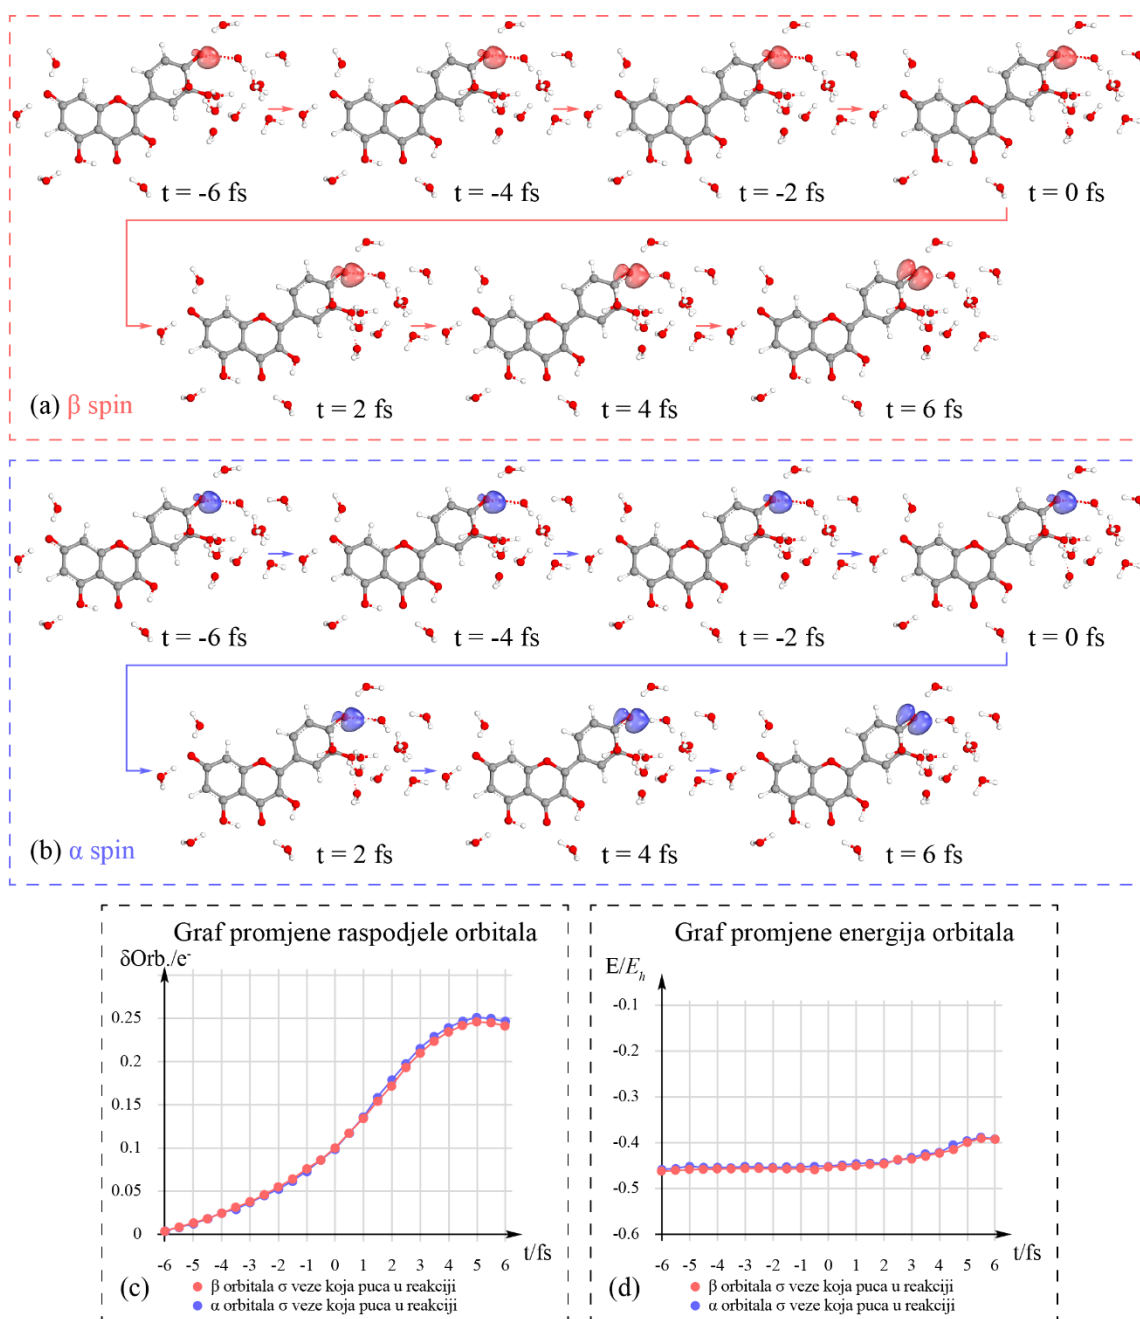 t = -6 fs
t = -4 fs
t = -2 fs
t = 0 fs
t = 2 fs
t = 4 fs
t = 6 fs
(a) β spin
t = -6 fs
t = -4 fs
t = -2 fs
t = 0 fs
t = 2 fs
t = 4 fs
t = 6 fs
(b) α spin
Graf promjene raspodjele orbitala
δOrb./e⁻
0.25
0.2
0.15
0.1
0.05
0
-6 -5 -4 -3 -2 -1 0 1 2 3 4 5 6
t/fs
β orbitala σ veze koja puca u reakciji
α orbitala σ veze koja puca u reakciji
(c)
Graf promjene energija orbitala
E/Eₕ
-0.1
-0.2
-0.3
-0.4
-0.5
-0.6
-6 -5 -4 -3 -2 -1 0 1 2 3 4 5 6
t/fs
β orbitala σ veze koja puca u reakciji
α orbitala σ veze koja puca u reakciji
(d)